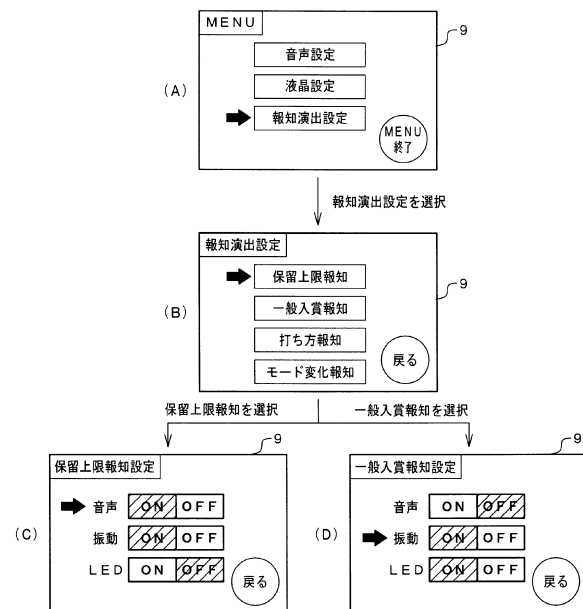 MENU
9
音声設定
液晶設定
(A)
報知演出設定
MENU
終了
報知演出設定を選択
報知演出設定
保留上限報知
9
一般入賞報知
(B)
打ち方報知
戻る
モード変化報知
保留上限報知を選択
一般入賞報知を選択
9
保留上限報知設定
音声 ON OFF
(C)
振動 ON OFF
LED ON OFF
戻る
9
一般入賞報知設定
音声 ON OFF
(D)
振動 ON OFF
LED ON OFF
戻る